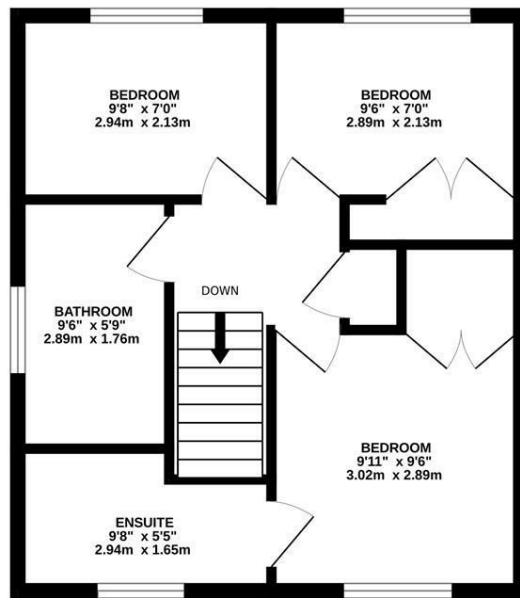 BEDROOM
9'8" x 7'0"
2.94m x 2.13m
BEDROOM
9'6" x 7'0"
2.89m x 2.13m
DOWN
BATHROOM
9'6" x 5'9"
2.89m x 1.76m
BEDROOM
9'11" x 9'6"
3.02m x 2.89m
ENSUITE
9'8" x 5'5"
2.94m x 1.65m